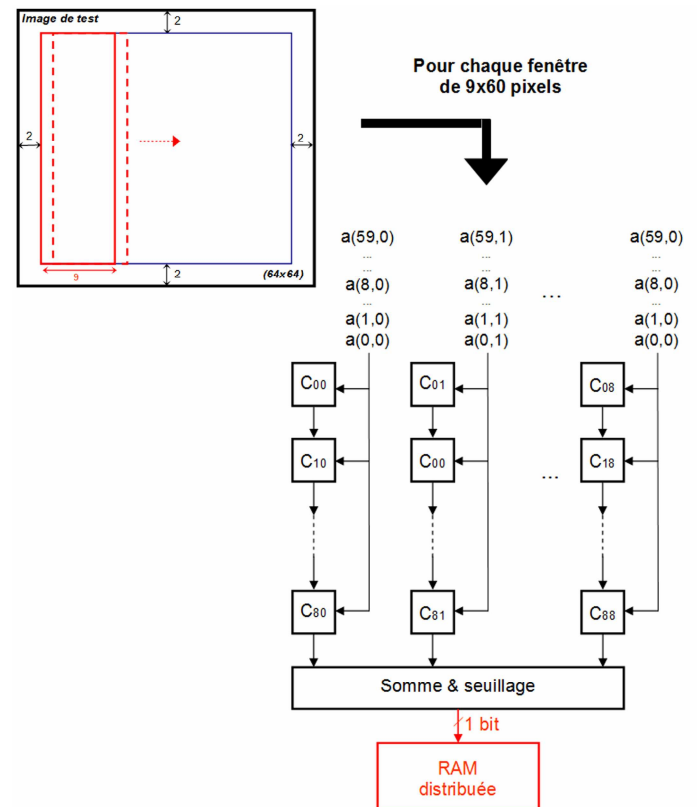 Image de test
2
2
2
9
2
(64x64)
Pour chaque fenêtre
de 9x60 pixels
a(59,0) a(59,1) a(59,0)
... ... ...
... ... ...
a(8,0) a(8,1) ... a(8,0)
... ... ...
a(1,0) a(1,1) a(1,0)
a(0,0) a(0,1) a(0,0)
C00 C01 C08
C10 C00 ... C18
C80 C81 C88
Somme & seuillage
1 bit
RAM
distribuée